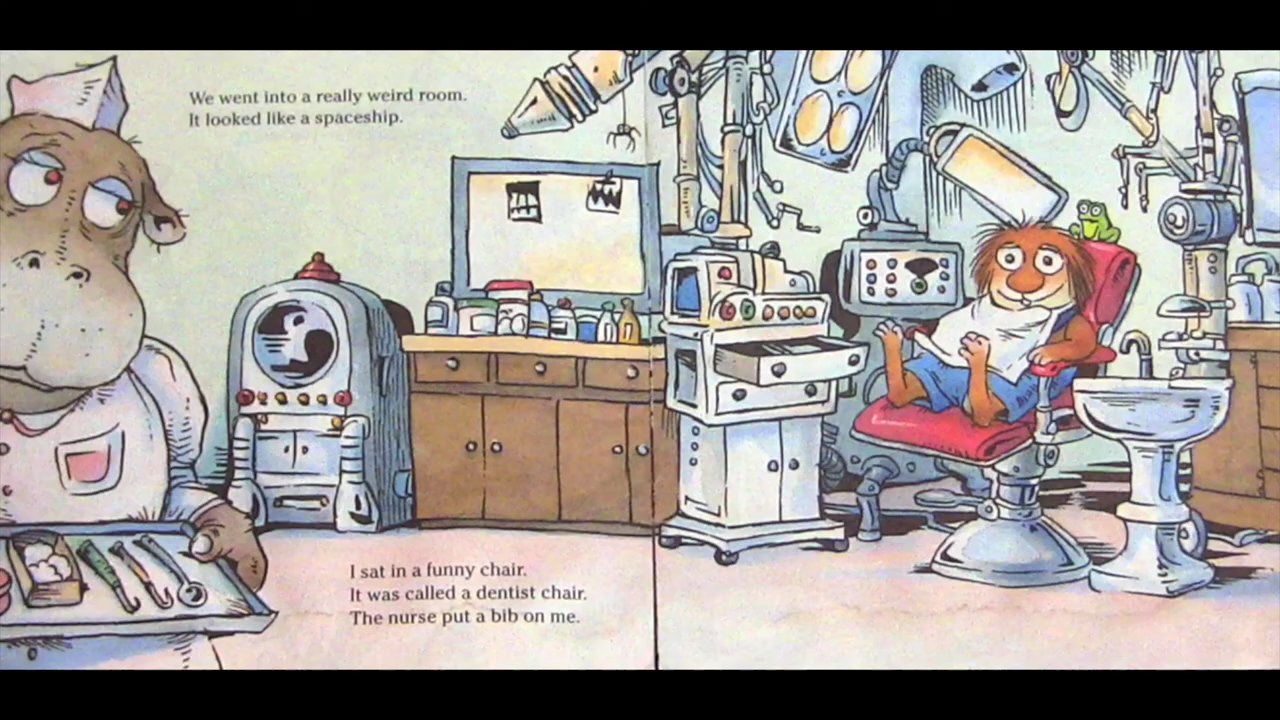 We went into a really weird room.
It looked like a spaceship.
I sat in a funny chair.
It was called a dentist chair.
The nurse put a bib on me.